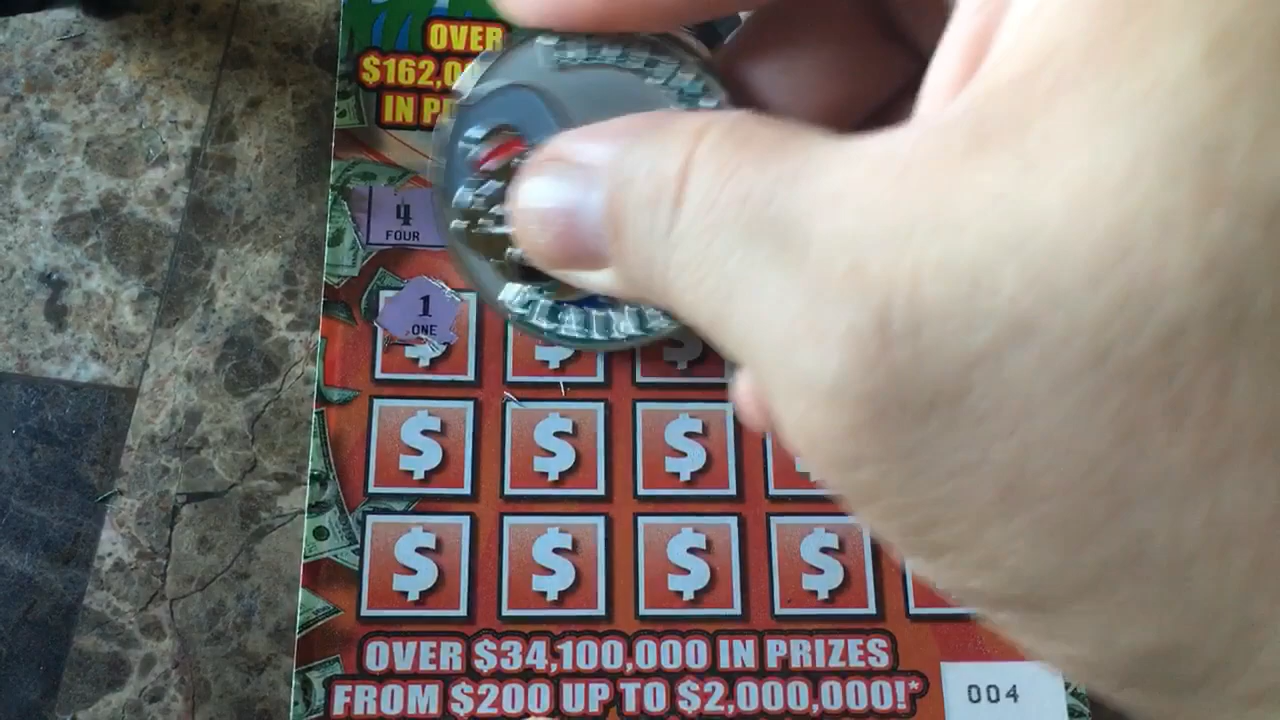 OVER
$162,0
IN PR
4
FOUR
1
ONE
$ $ $
$ $ $
$ $ $ $
OVER $34,100,000 IN PRIZES
FROM $200 UP TO $2,000,000!*
004